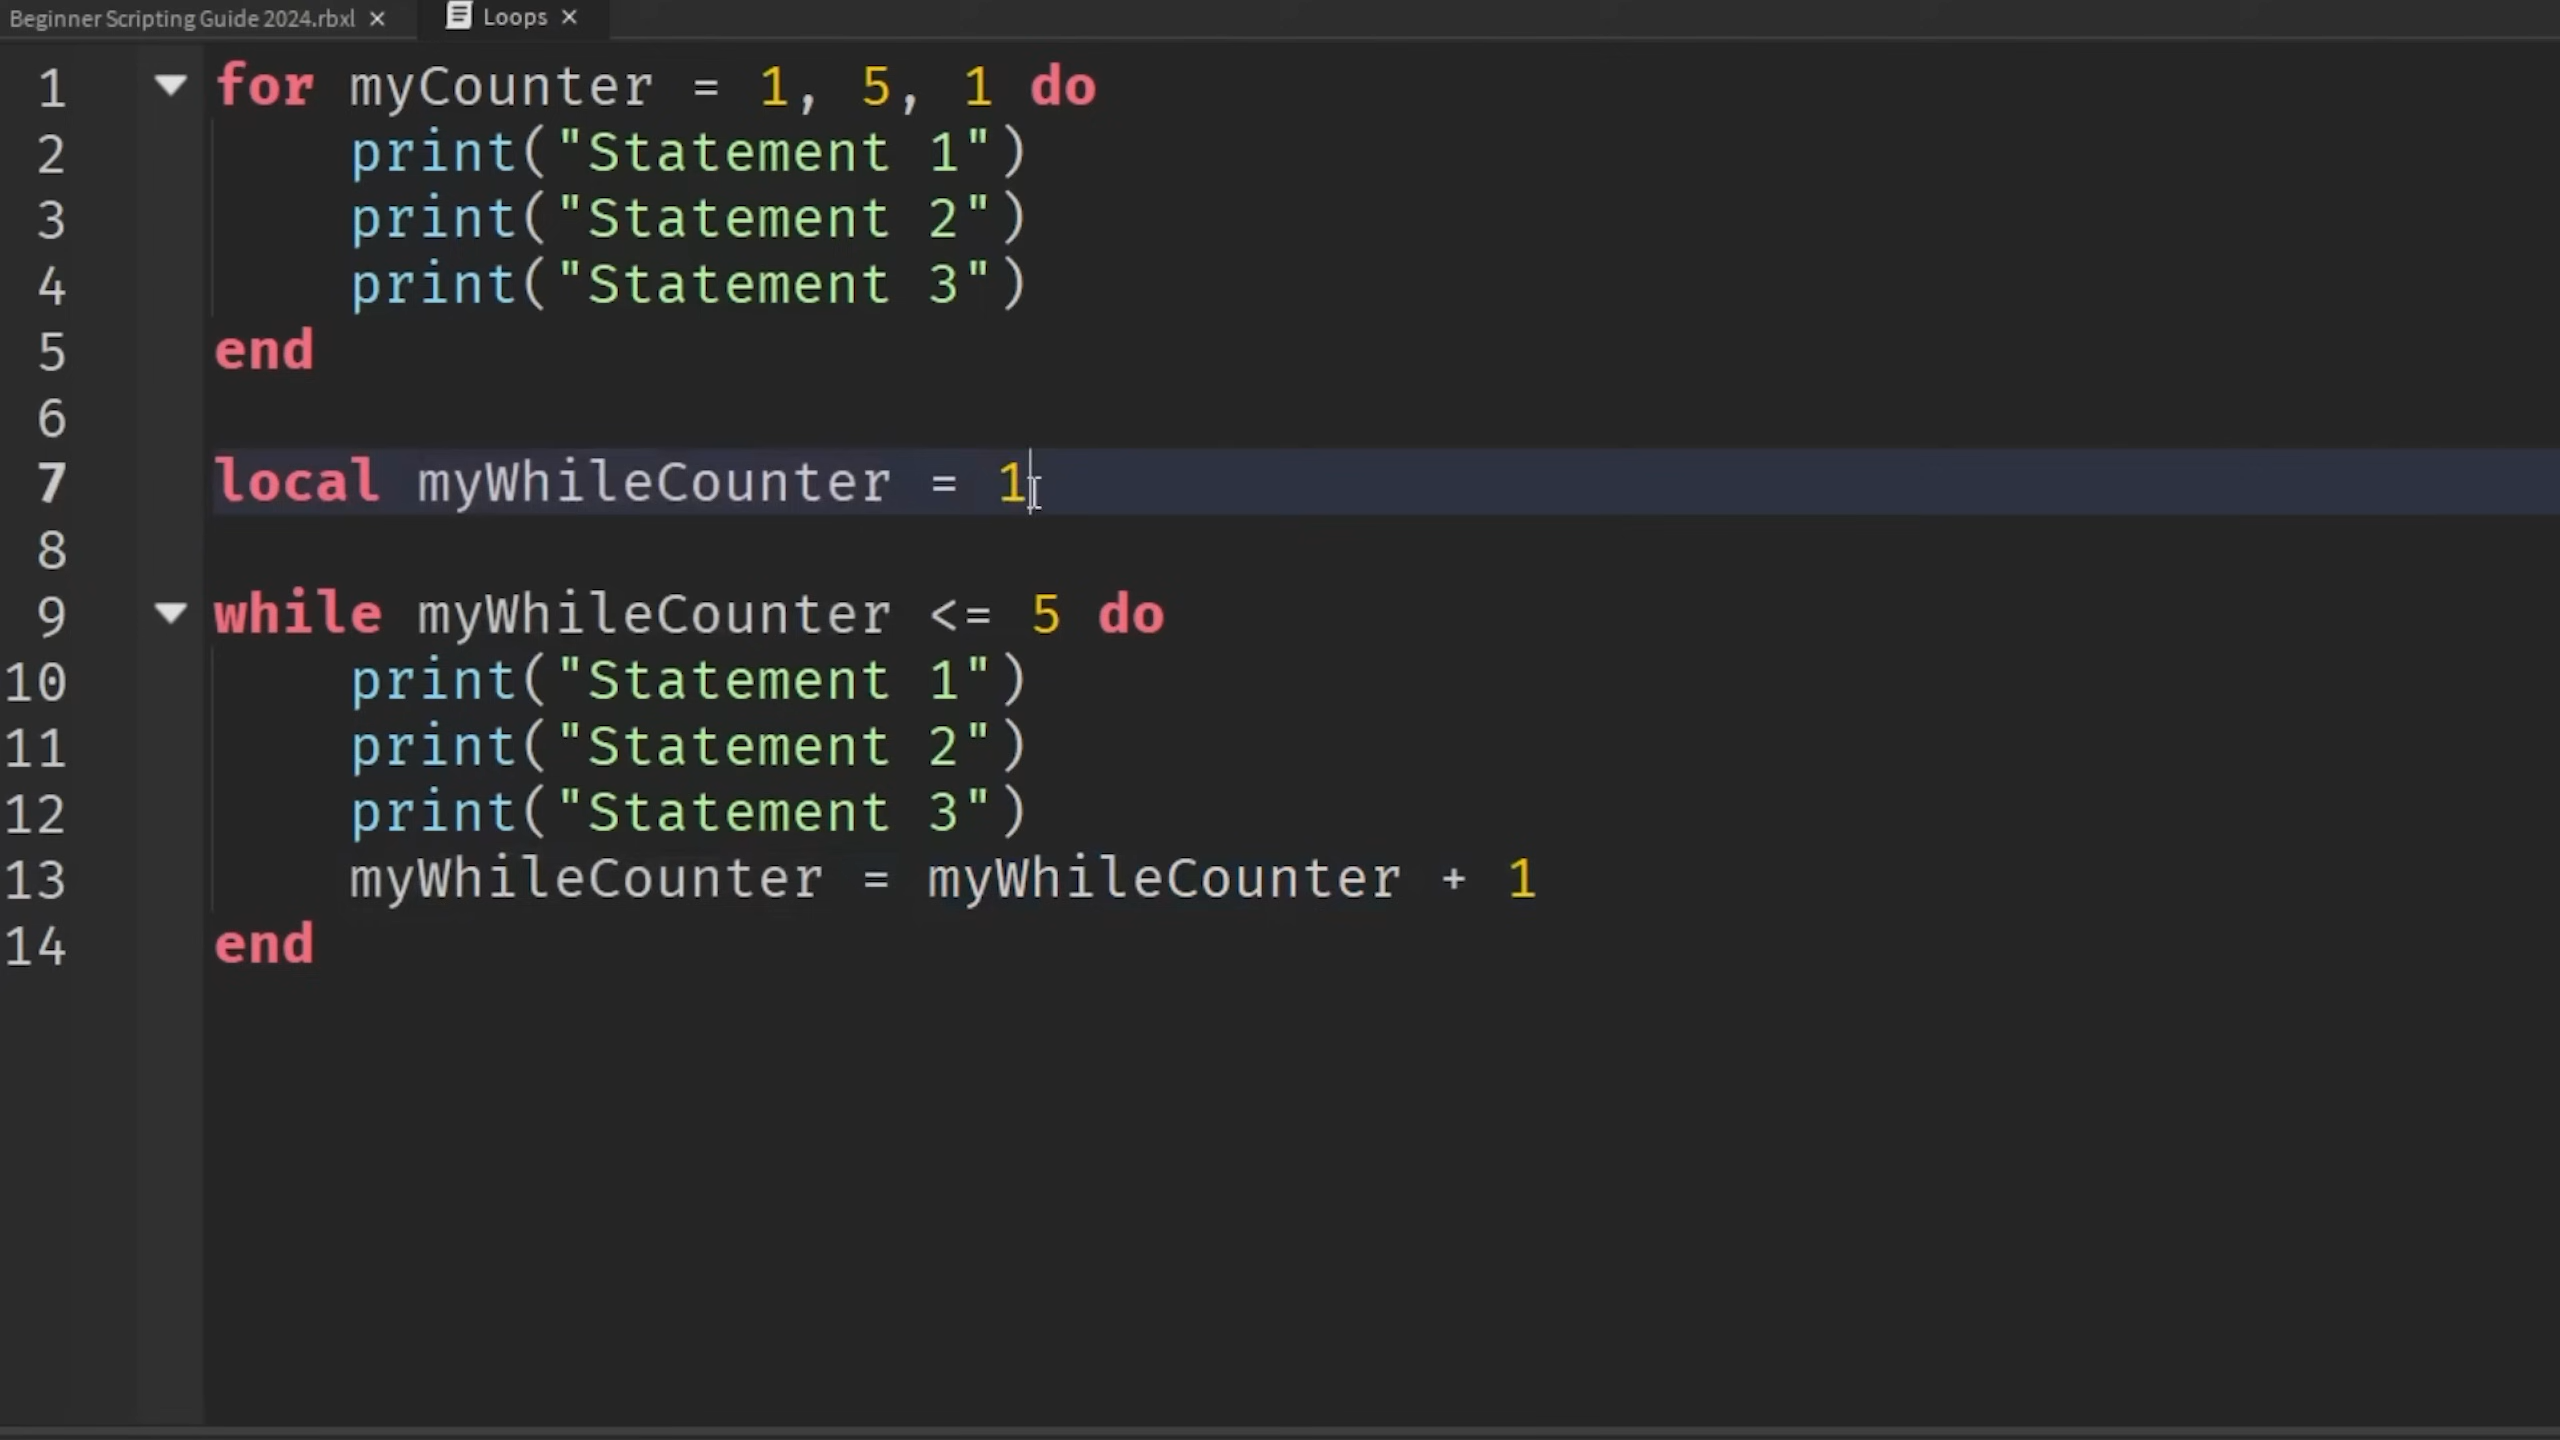 Beginner Scripting Guide 2024.rbxl × Loops ×
1 for myCounter = 1, 5, 1 do
2 print("Statement 1")
3 print("Statement 2")
4 print("Statement 3")
5 end
6
7 local myWhileCounter = 1
8
9 while myWhileCounter <= 5 do
10 print("Statement 1")
11 print("Statement 2")
12 print("Statement 3")
13 myWhileCounter = myWhileCounter + 1
14 end